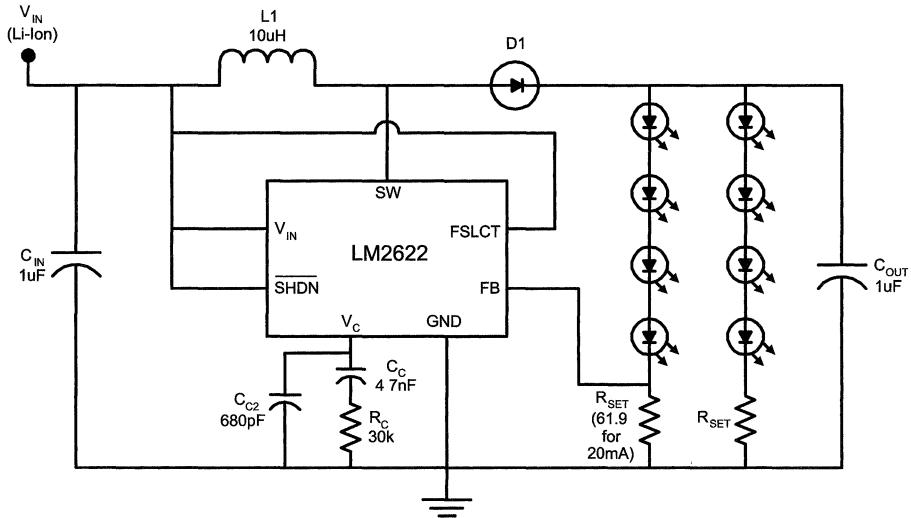 V_IN
(Li-Ion)
L1
10uH
D1
SW
V_IN
FSLCT
LM2622
SHDN
FB
V_C
GND
C_IN
1uF
C_OUT
1uF
C_C
4 7nF
C_C2
680pF
R_C
30k
R_SET
(61.9
for
20mA)
R_SET